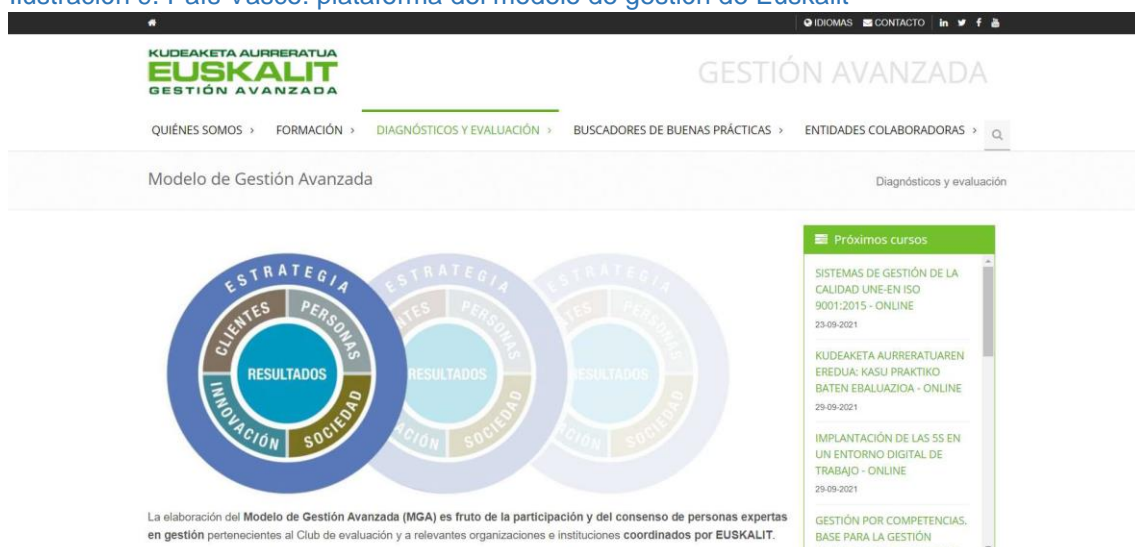 Ilustración 9. País Vasco: plataforma del modelo de gestión de Euskalit
IDIOMAS CONTACTO
KUDEAKETA AURRERATUA
EUSKALIT
GESTIÓN AVANZADA
GESTIÓN AVANZADA
QUIÉNES SOMOS > FORMACIÓN > DIAGNÓSTICOS Y EVALUACIÓN > BUSCADORES DE BUENAS PRÁCTICAS > ENTIDADES COLABORADORAS >
Modelo de Gestión Avanzada
Diagnósticos y evaluación
ESTRATEGIA
CLIENTES
PERSONAS
RESULTADOS
INNOVACIÓN
SOCIEDAD
ESTRATEGIA
PERSONAS
RESULTADOS
SOCIEDAD
ESTRATEGIA
PERSONAS
RESULTADOS
SOCIEDAD
Próximos cursos
SISTEMAS DE GESTIÓN DE LA
CALIDAD UNE-EN ISO
9001:2015 - ONLINE
23-09-2021
KUDEAKETA AURRERATUAREN
EREDUA: KASU PRAKTIKO
BATEN EBALUAZIOA - ONLINE
29-09-2021
IMPLANTACIÓN DE LAS 5S EN
UN ENTORNO DIGITAL DE
TRABAJO - ONLINE
29-09-2021
GESTIÓN POR COMPETENCIAS.
BASE PARA LA GESTIÓN
La elaboración del Modelo de Gestión Avanzada (MGA) es fruto de la participación y del consenso de personas expertas
en gestión pertenecientes al Club de evaluación y a relevantes organizaciones e instituciones coordinados por EUSKALIT.